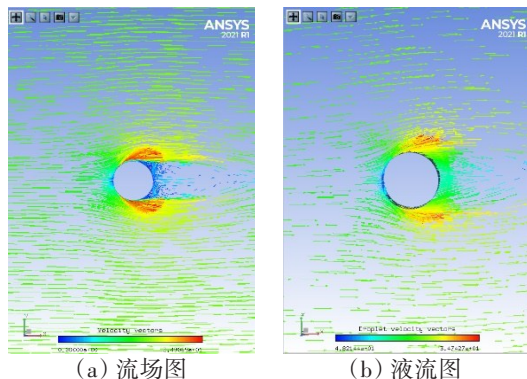 ANSYS
2021 R1
ANSYS
2021 R1
Velocity vectors
Droplet velocity vectors
(a) 流场图
(b) 液流图